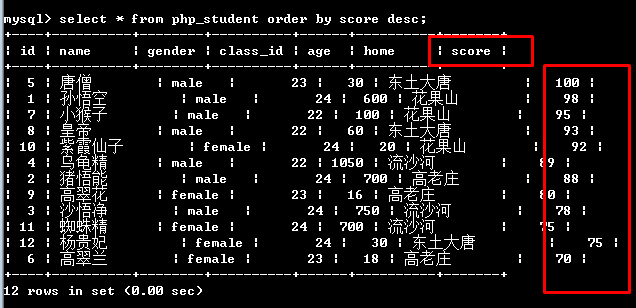 mysql> select * from php_student order by score desc;
+----+----------+--------+----------+------+----------+-------+
| id | name | gender | class_id | age | home | score |
+----+----------+--------+----------+------+----------+-------+
| 5 | 唐僧 | male | 23 | 30 | 东土大唐 | 100 |
| 1 | 孙悟空 | male | 24 | 600 | 花果山 | 98 |
| 7 | 小猴子 | male | 22 | 100 | 花果山 | 95 |
| 8 | 皇帝 | male | 22 | 60 | 东土大唐 | 93 |
| 10 | 紫霞仙子 | female | 24 | 20 | 花果山 | 92 |
| 4 | 乌龟精 | male | 22 | 1050 | 流沙河 | 89 |
| 2 | 猪悟能 | male | 24 | 700 | 高老庄 | 88 |
| 9 | 高翠花 | female | 23 | 16 | 高老庄 | 80 |
| 3 | 沙悟净 | male | 24 | 750 | 流沙河 | 78 |
| 11 | 蜘蛛精 | female | 24 | 700 | 流沙河 | 75 |
| 12 | 杨贵妃 | female | 24 | 30 | 东土大唐 | 75 |
| 6 | 高翠兰 | female | 23 | 18 | 高老庄 | 70 |
+----+----------+--------+----------+------+----------+-------+
12 rows in set (0.00 sec)